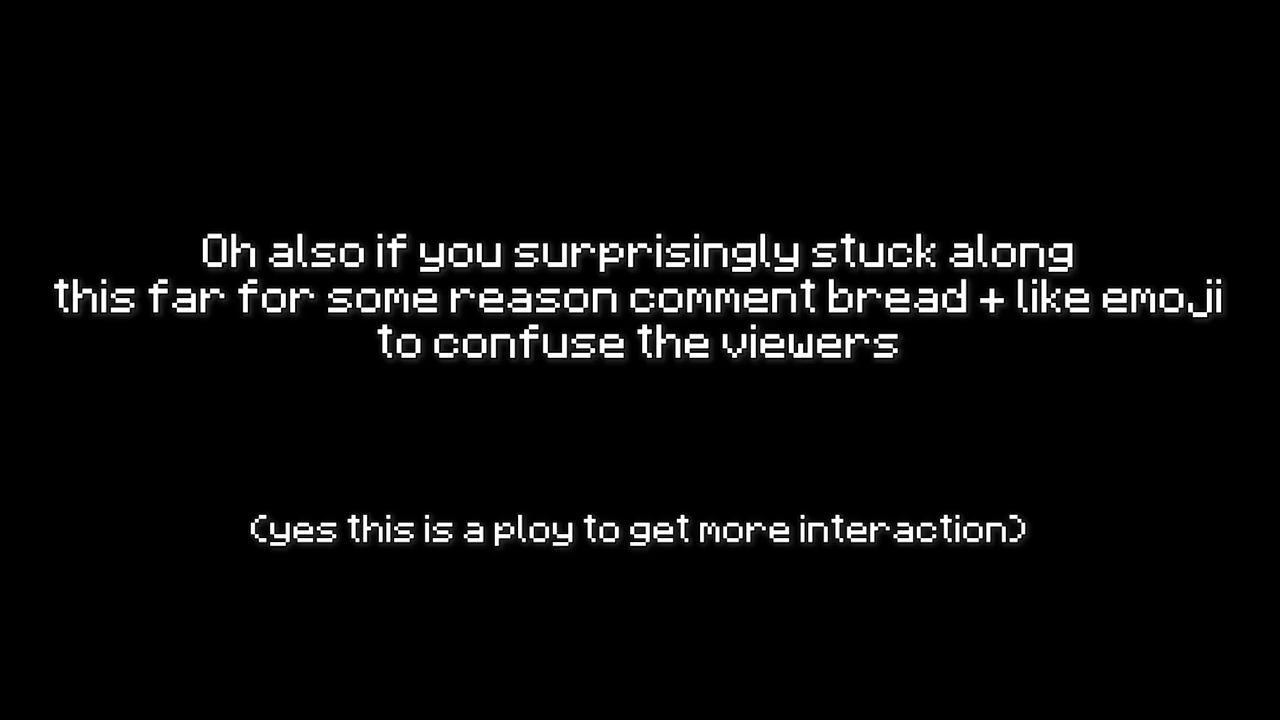 Oh also if you surprisingly stuck along
this far for some reason comment bread + like emoji
to confuse the viewers
(yes this is a ploy to get more interaction)